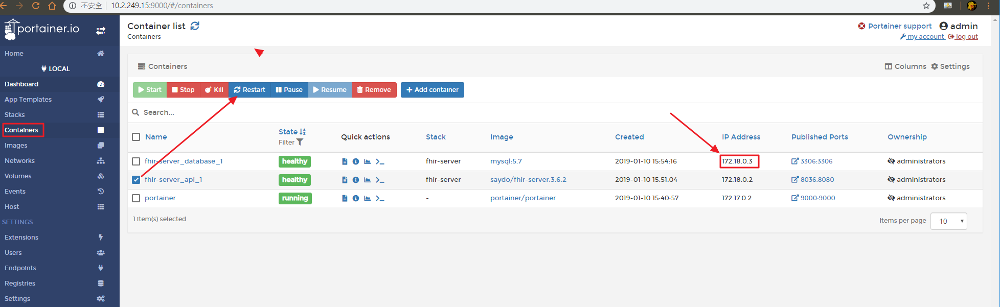 不安全 | 10.2.249.15:9000/#/containers
portainer.io
Home
LOCAL
Dashboard
App Templates
Stacks
Containers
Images
Networks
Volumes
Events
Host
SETTINGS
Extensions
Users
Endpoints
Registries
Settings
Container list
Containers
Portainer support admin
my account log out
Containers
Columns Settings
Start Stop Kill Restart Pause Resume Remove + Add container
Search...
Name State Filter Quick actions Stack Image Created IP Address Published Ports Ownership
fhir-server_database_1 healthy fhir-server mysql:5.7 2019-01-10 15:54:16 172.18.0.3 3306:3306 administrators
fhir-server_api_1 healthy fhir-server saydo/fhir-server:3.6.2 2019-01-10 15:51:04 172.18.0.2 8036:8080 administrators
portainer running - portainer/portainer 2019-01-10 15:40:57 172.17.0.2 9000:9000 administrators
1 item(s) selected
Items per page 10